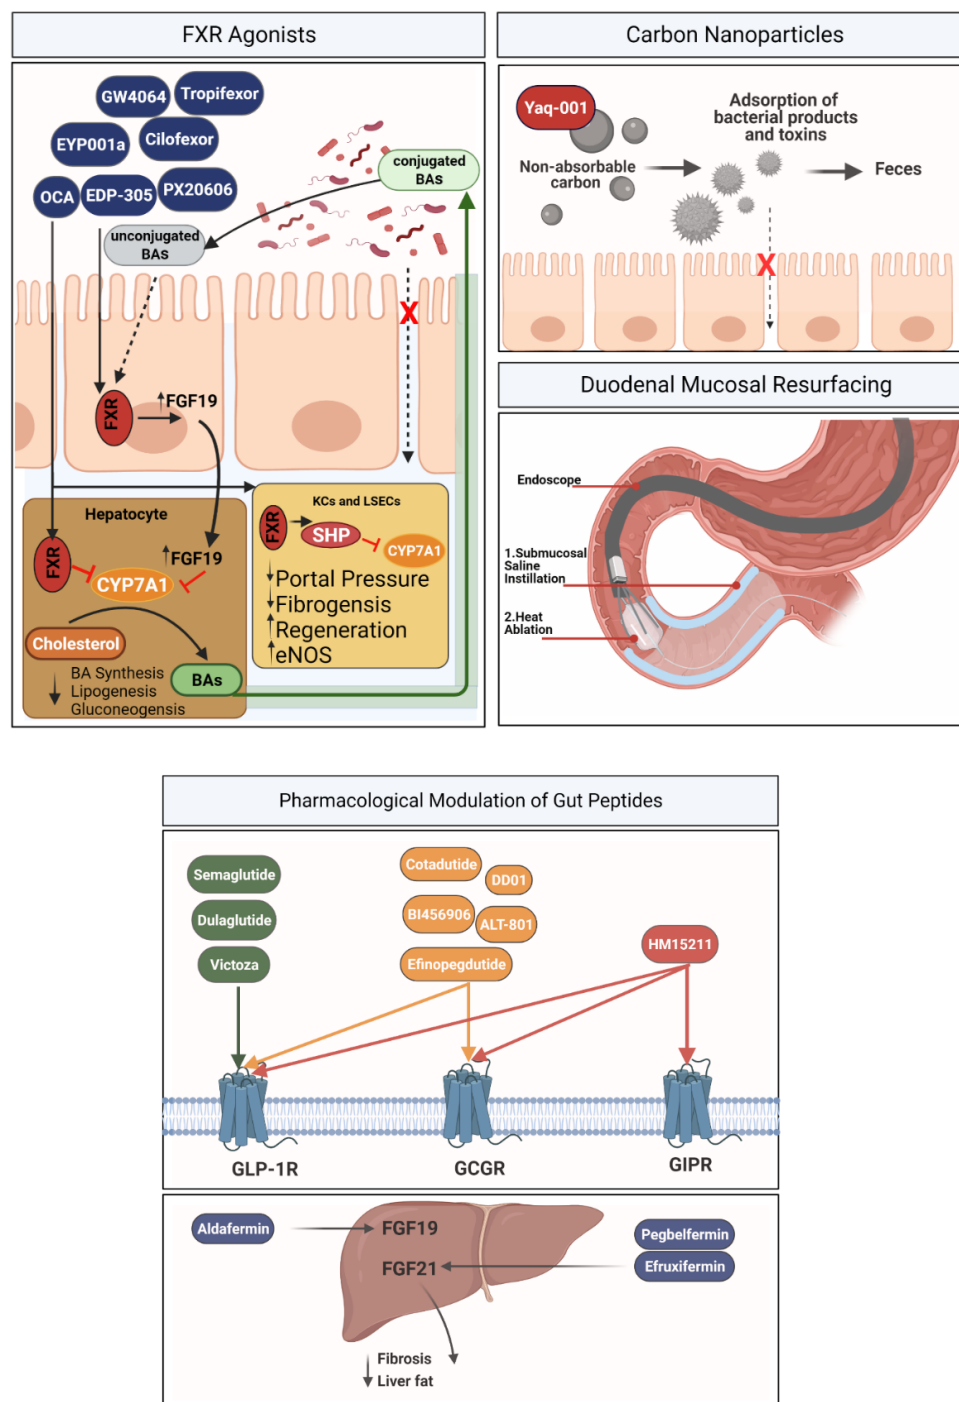 FXR Agonists
GW4064
Tropifexor
EYP001a
Cilofexor
OCA
EDP-305
PX20606
conjugated
BAs
unconjugated
BAs
X
FXR
↑FGF19
Hepatocyte
FXR
↑FGF19
CYP7A1
Cholesterol
BAs
↓ BA Synthesis
Lipogenesis
Gluconeogensis
KCs and LSECs
FXR
SHP
CYP7A1
↓Portal Pressure
↓Fibrogensis
↑Regeneration
↑eNOS
Carbon Nanoparticles
Yaq-001
Non-absorbable
carbon
Adsorption of
bacterial products
and toxins
Feces
X
Duodenal Mucosal Resurfacing
Endoscope
1.Submucosal
Saline
Instillation
2.Heat
Ablation
Pharmacological Modulation of Gut Peptides
Semaglutide
Dulaglutide
Victoza
Cotadutide
DD01
BI456906
ALT-801
Efinopegdutide
HM15211
GLP-1R
GCGR
GIPR
Aldafermin
FGF19
FGF21
Pegbelfermin
Efruxifermin
↓ Fibrosis
↓ Liver fat